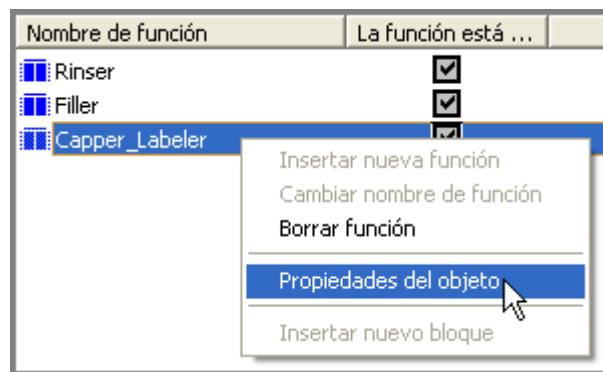 Nombre de función La función está ...
Rinser
Filler
Capper_Labeler
Insertar nueva función
Cambiar nombre de función
Borrar función
Propiedades del objeto
Insertar nuevo bloque